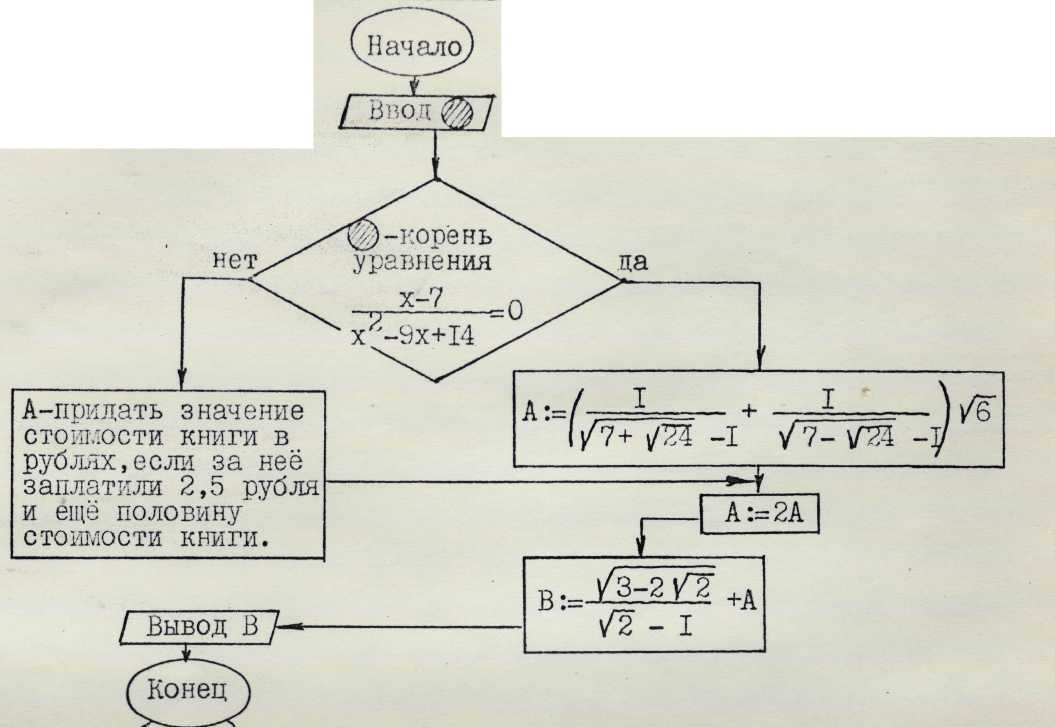 Начало
Ввод
-корень
уравнения
x-7
x²-9x+I4
=0
нет
да
А-придать значение
стоимости книги в
рублях,если за неё
заплатили 2,5 рубля
и ещё половину
стоимости книги.
A:=(I/(√(7+√24) -I) + I/(√(7-√24) -I))√6
A:=2A
B:=√(3-2√2)/(√2 - I) +A
Вывод B
Конец